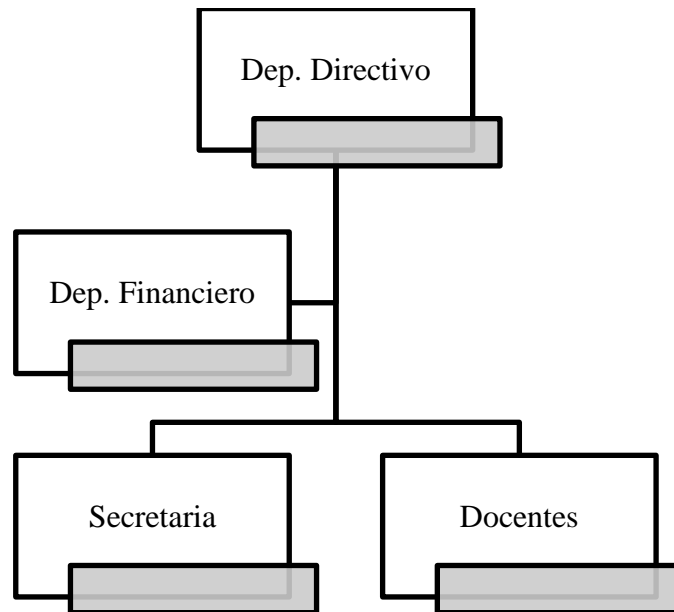 Dep. Directivo
Dep. Financiero
Secretaria
Docentes